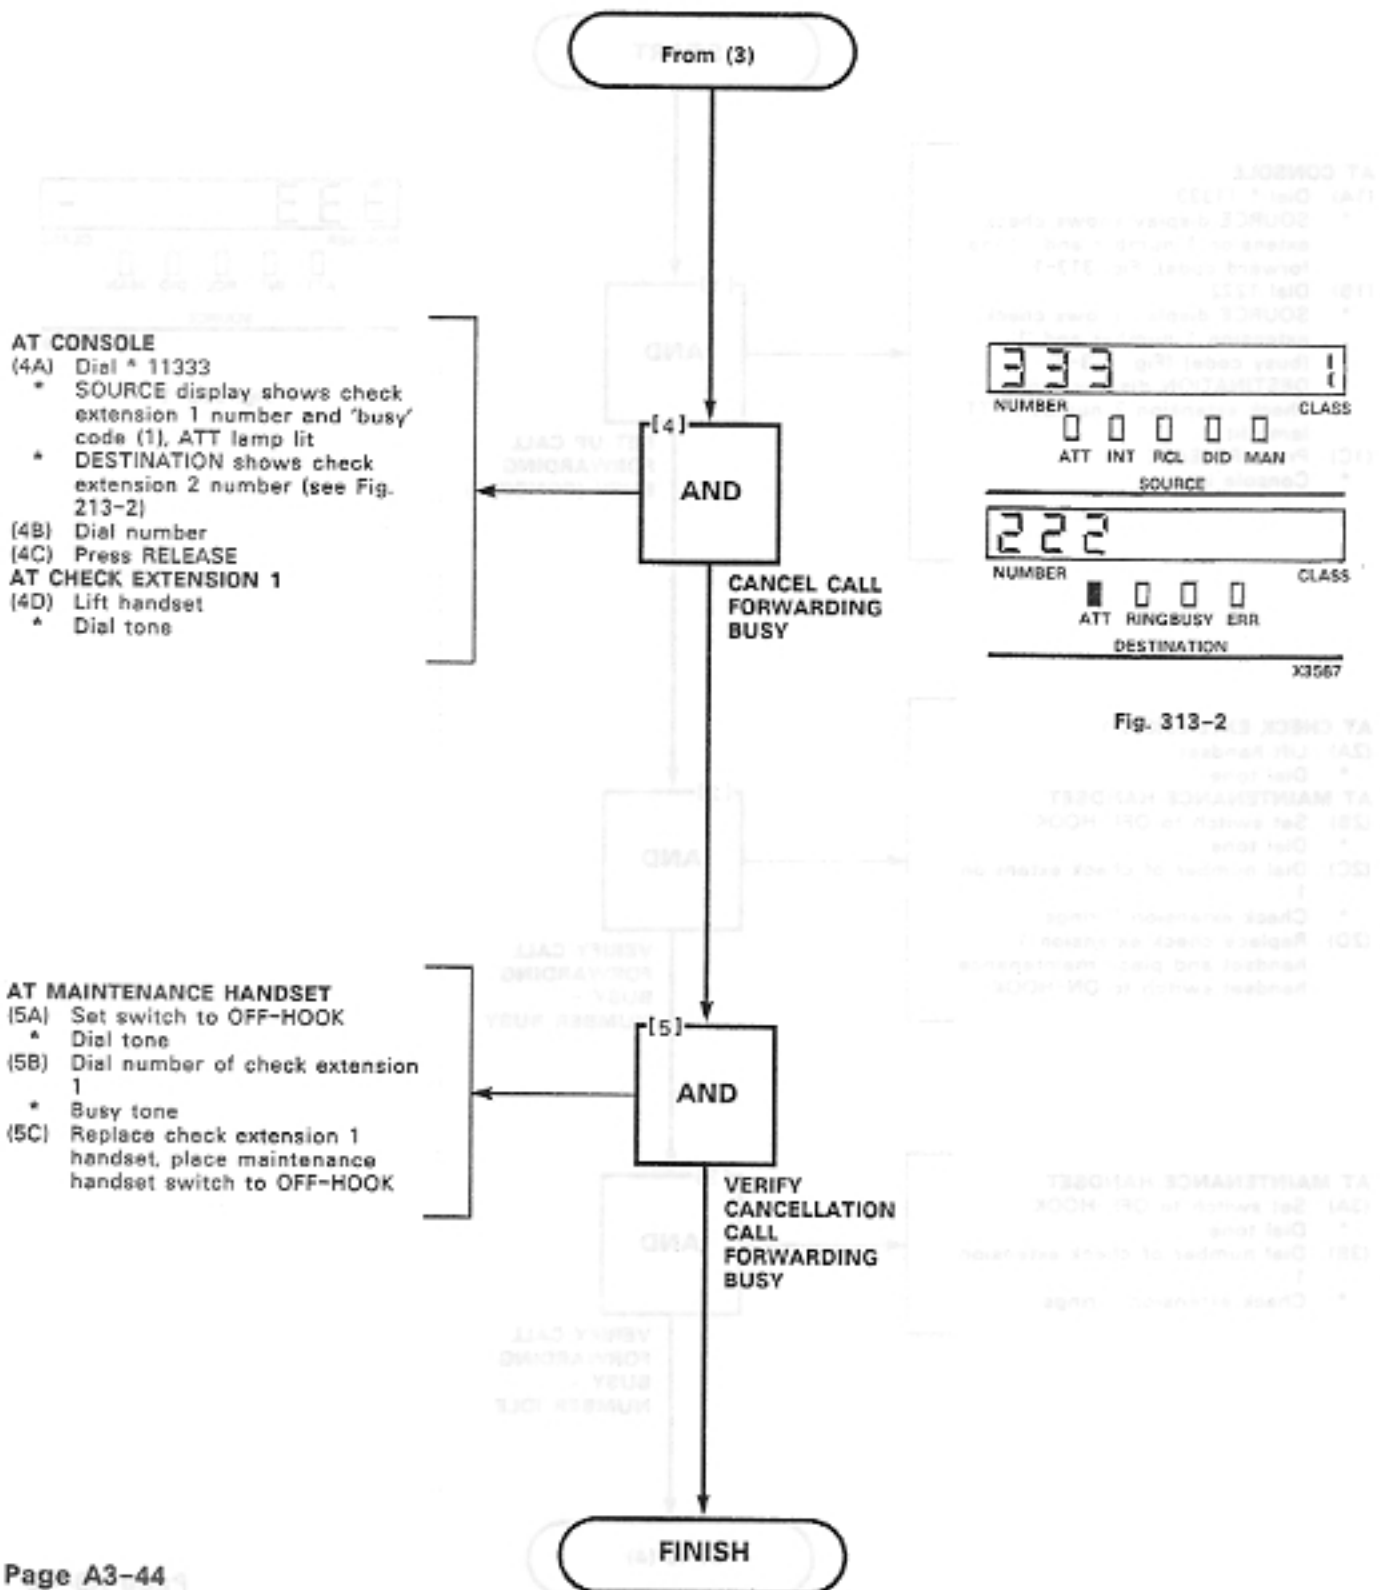 From (3)
AT CONSOLE
(4A) Dial * 11333
* SOURCE display shows check
extension 1 number and 'busy'
code (1), ATT lamp lit
* DESTINATION shows check
extension 2 number (see Fig.
213-2)
(4B) Dial number
(4C) Press RELEASE
AT CHECK EXTENSION 1
(4D) Lift handset
* Dial tone
[4]
AND
CANCEL CALL
FORWARDING
BUSY
333 1
NUMBER CLASS
ATT INT RCL DID MAN
SOURCE
222
NUMBER CLASS
ATT RING BUSY ERR
DESTINATION
X3567
Fig. 313-2
AT MAINTENANCE HANDSET
(5A) Set switch to OFF-HOOK
* Dial tone
(5B) Dial number of check extension
1
* Busy tone
(5C) Replace check extension 1
handset, place maintenance
handset switch to OFF-HOOK
[5]
AND
VERIFY
CANCELLATION
CALL
FORWARDING
BUSY
FINISH
Page A3-44